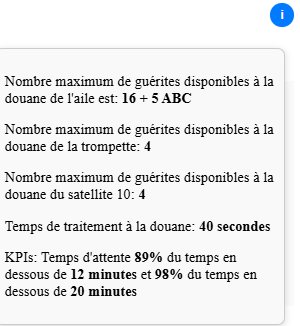 i
Nombre maximum de guérites disponibles à la
douane de l'aile est: 16 + 5 ABC
Nombre maximum de guérites disponibles à la
douane de la trompette: 4
Nombre maximum de guérites disponibles à la
douane du satellite 10: 4
Temps de traitement à la douane: 40 secondes
KPIs: Temps d'attente 89% du temps en
dessous de 12 minutes et 98% du temps en
dessous de 20 minutes